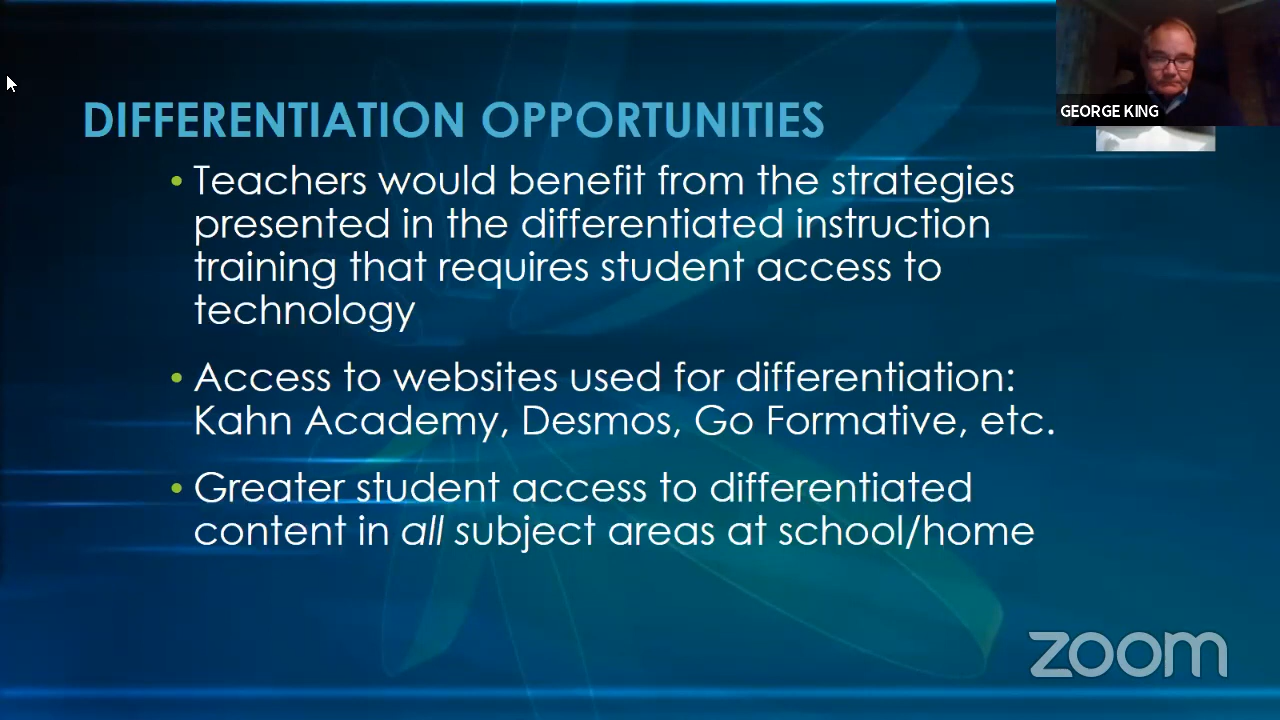 DIFFERENTIATION OPPORTUNITIES
GEORGE KING
• Teachers would benefit from the strategies
presented in the differentiated instruction
training that requires student access to
technology
• Access to websites used for differentiation:
Kahn Academy, Desmos, Go Formative, etc.
• Greater student access to differentiated
content in all subject areas at school/home
zoom